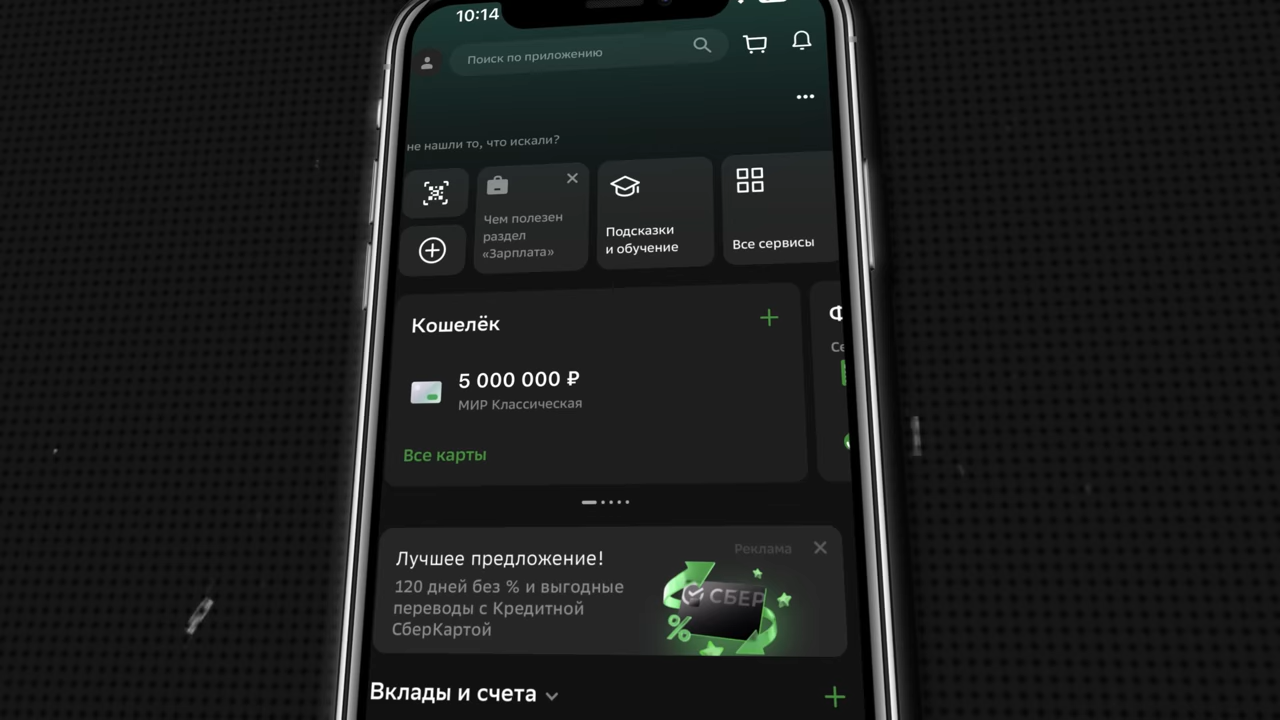 10:14
Поиск по приложению
не нашли то, что искали?
Чем полезен
раздел
«Зарплата»
Подсказки
и обучение
Все сервисы
Кошелёк
5 000 000 ₽
МИР Классическая
Все карты
Реклама
Лучшее предложение!
120 дней без % и выгодные
переводы с Кредитной
СберКартой
СБЕР
%
Вклады и счета